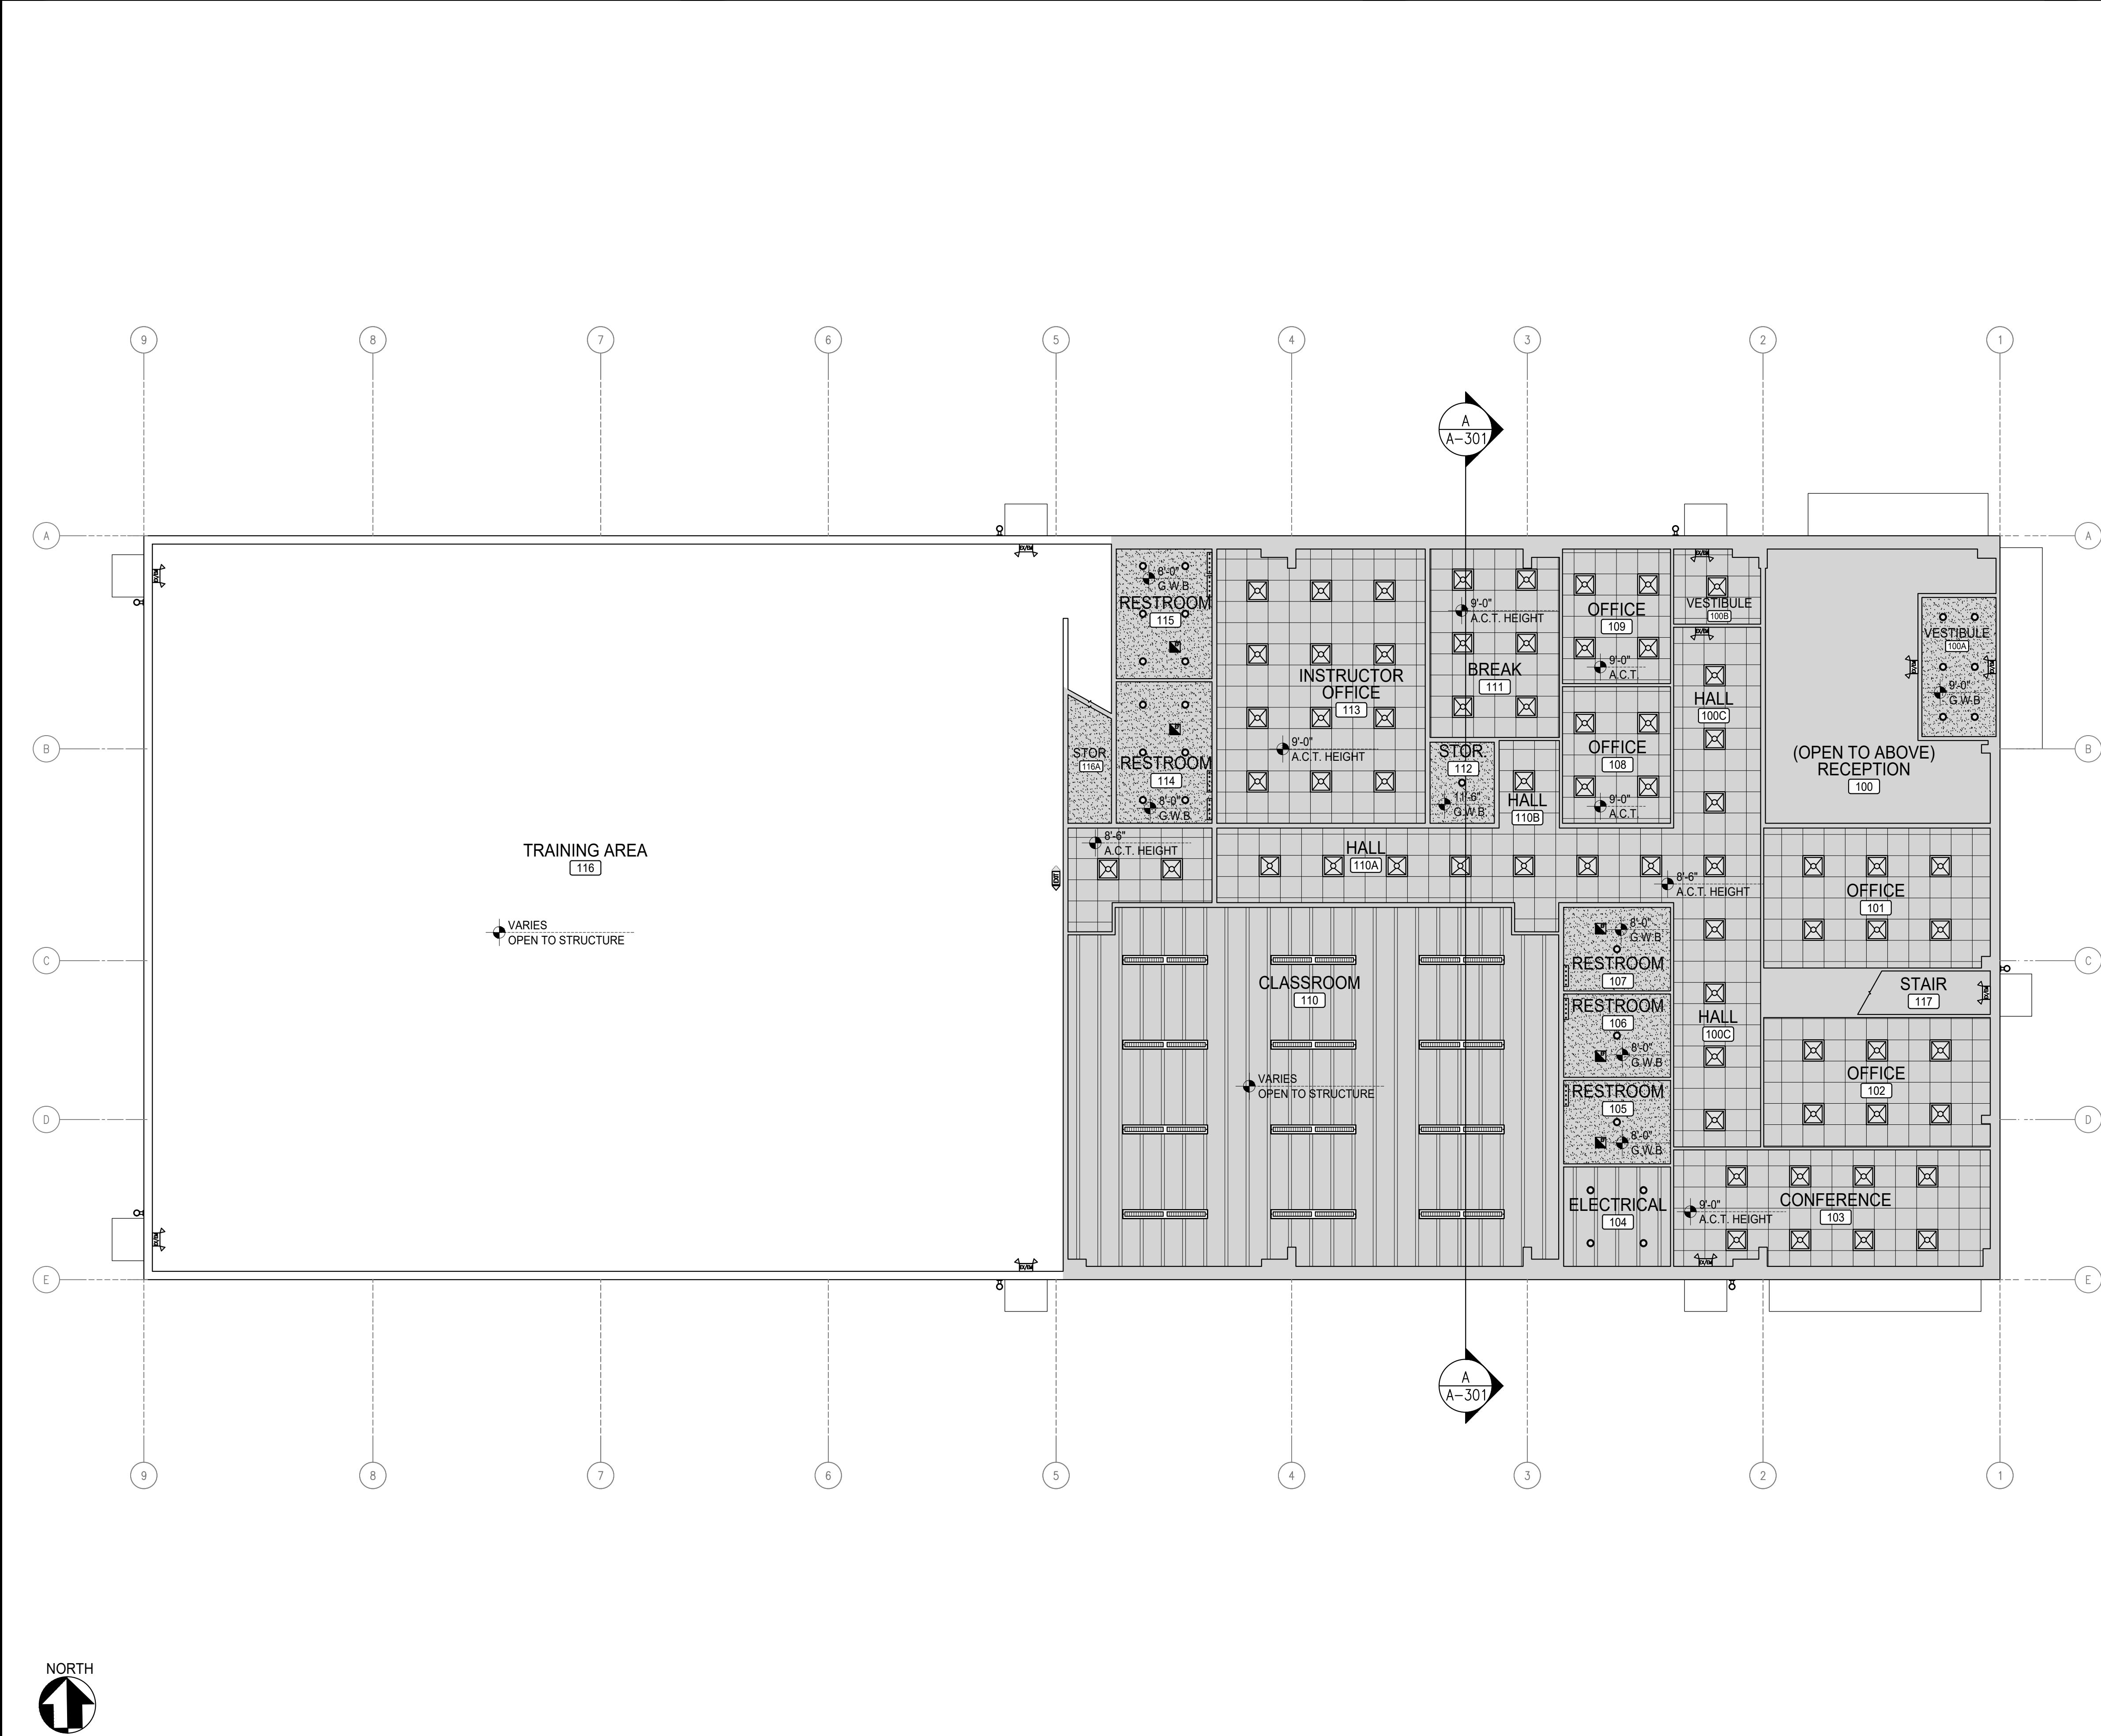 9 8 7 6 5 4 3 2 1
A
A-301
A A
8'-0"
G.W.B
RESTROOM
115
9'-0"
A.C.T. HEIGHT
OFFICE
109
VESTIBULE
100B
VESTIBULE
100A
9'-0"
G.W.B
INSTRUCTOR
OFFICE
113
BREAK
111
9'-0"
A.C.T.
HALL
100C
B B
STOR.
116A
RESTROOM
114
8'-0"
G.W.B
9'-0"
A.C.T. HEIGHT
STOR.
112
11'-6"
G.W.B
HALL
110B
OFFICE
108
9'-0"
A.C.T.
(OPEN TO ABOVE)
RECEPTION
100
TRAINING AREA
116
8'-6"
A.C.T. HEIGHT
EXIT
HALL
110A
8'-6"
A.C.T. HEIGHT
OFFICE
101
VARIES
OPEN TO STRUCTURE
8'-0"
G.W.B
RESTROOM
107
C C
CLASSROOM
110
STAIR
117
RESTROOM
106
8'-0"
G.W.B
HALL
100C
VARIES
OPEN TO STRUCTURE
OFFICE
102
RESTROOM
105
8'-0"
G.W.B
D D
ELECTRICAL
104
9'-0"
A.C.T. HEIGHT
CONFERENCE
103
E E
A
A-301
9 8 7 6 5 4 3 2 1
NORTH